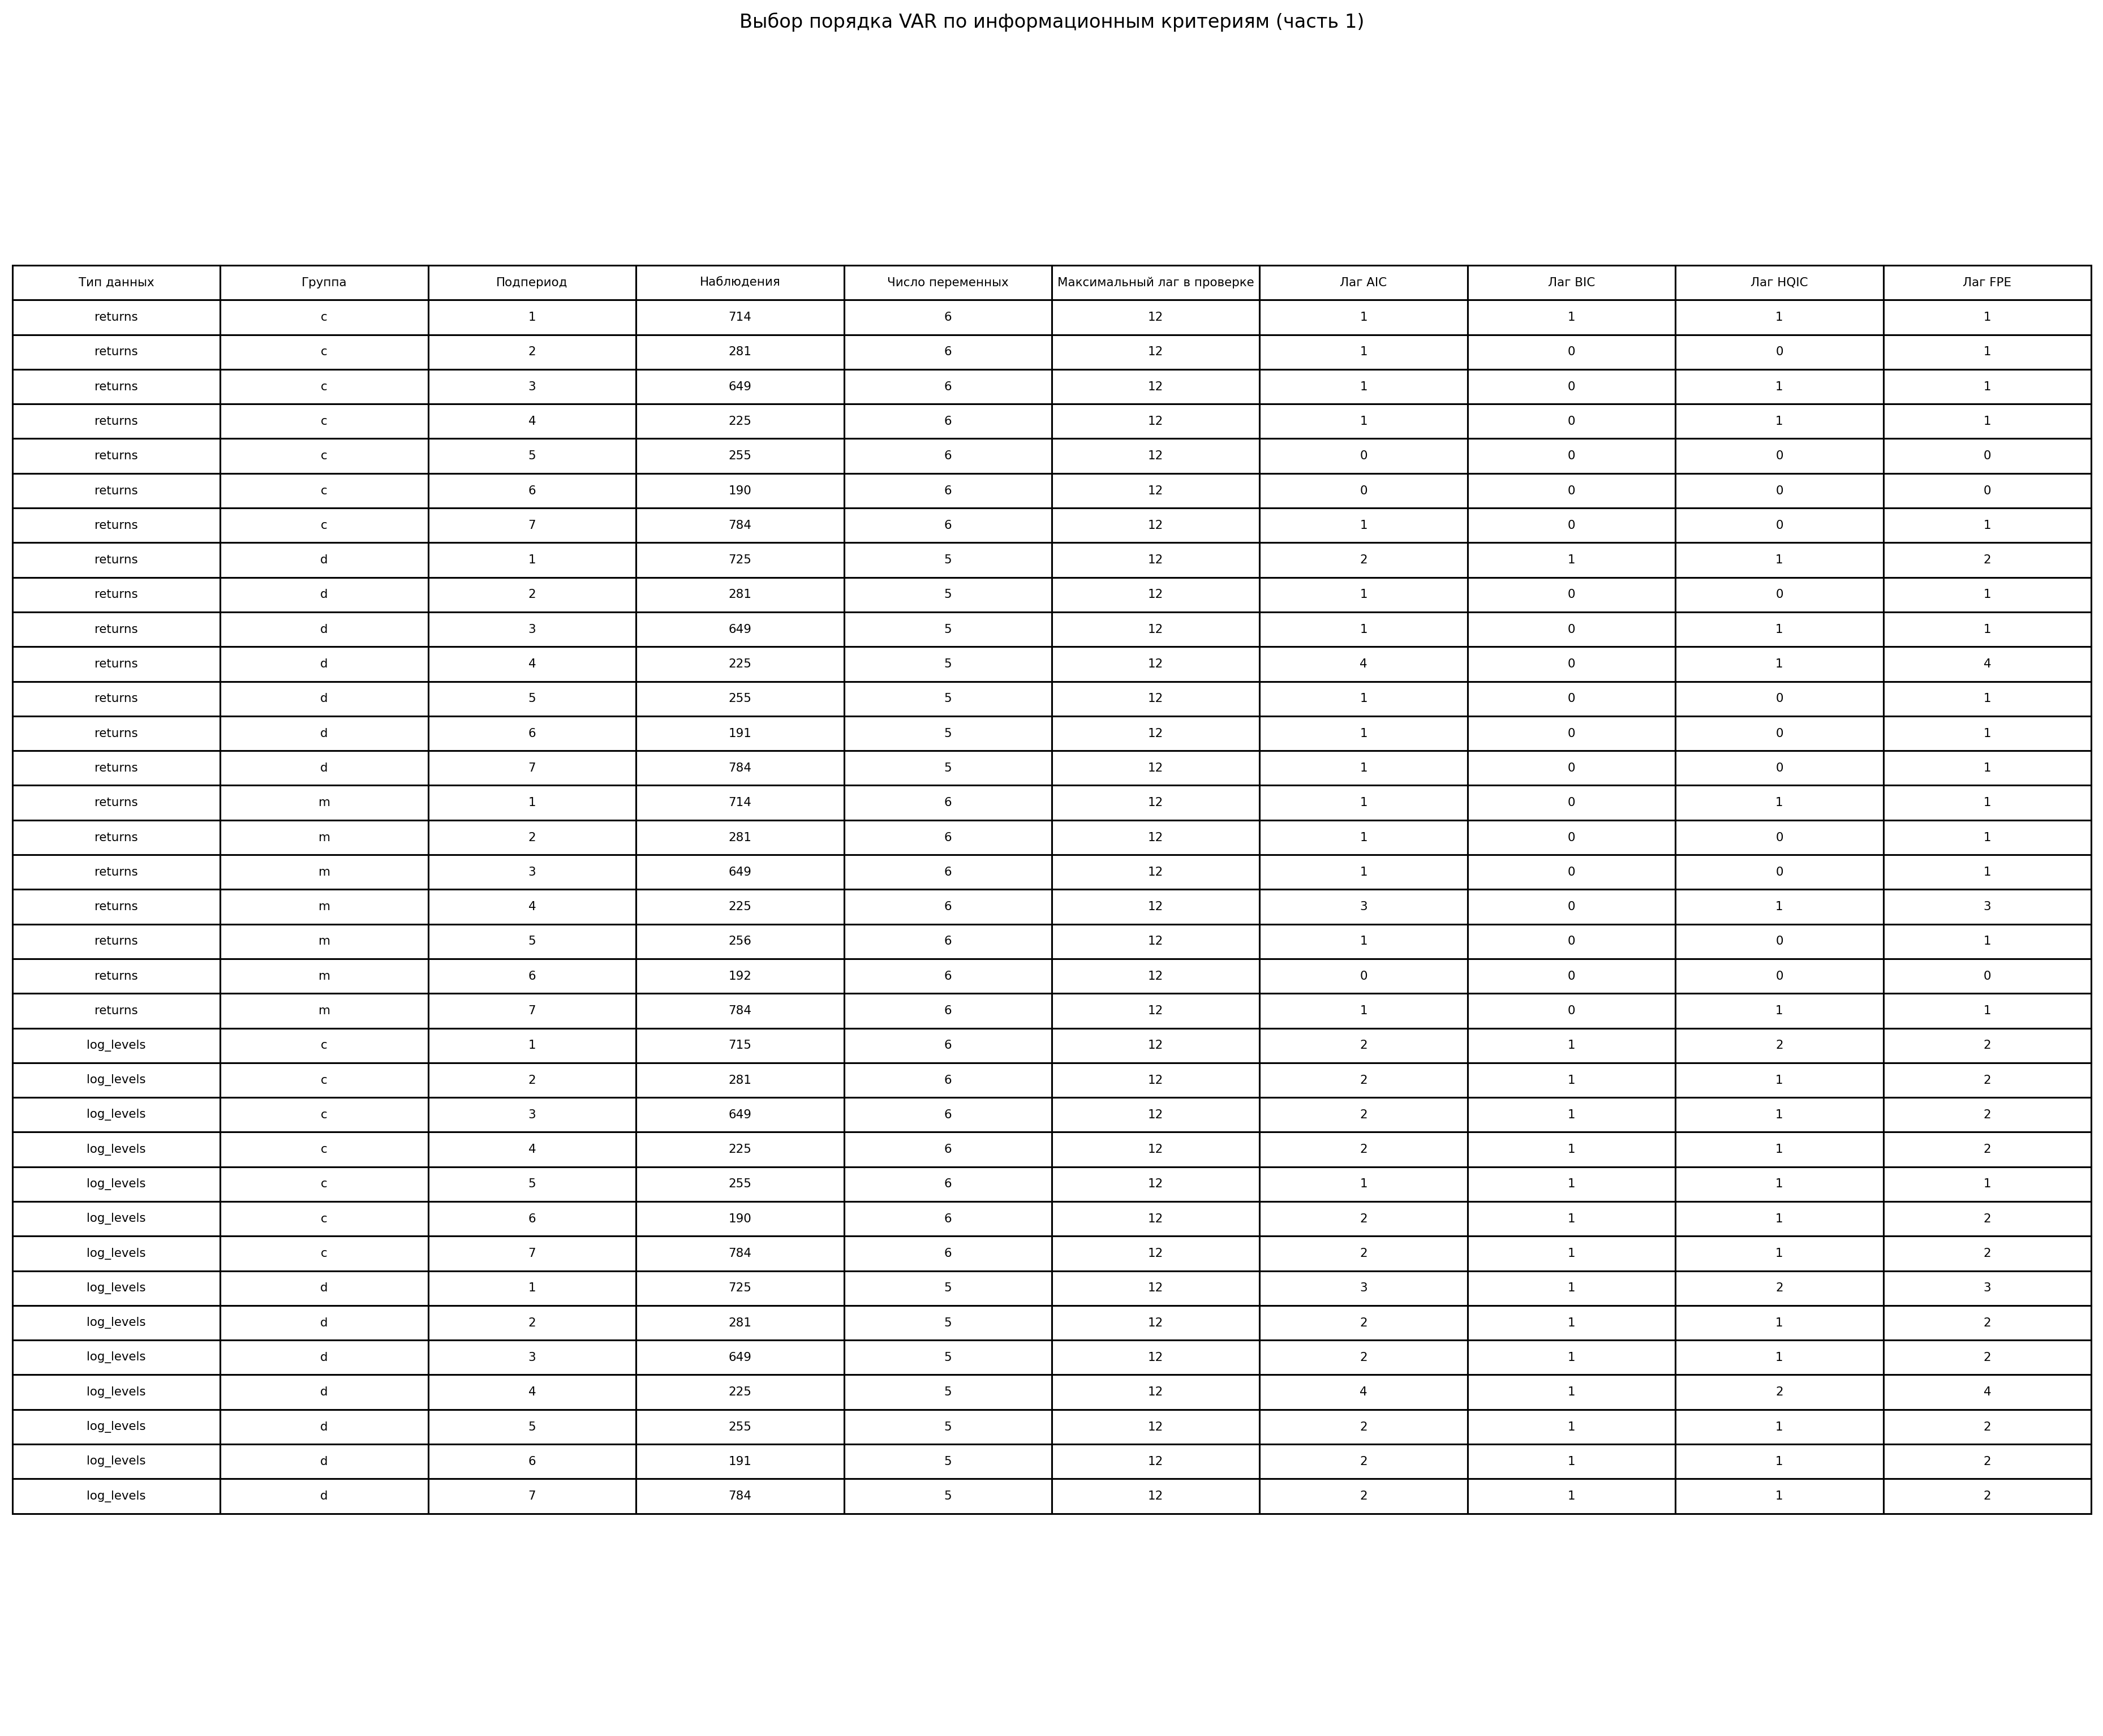 Выбор порядка VAR по информационным критериям (часть 1)
Тип данных Группа Подпериод Наблюдения Число переменных Максимальный лаг в проверке Лаг AIC Лаг BIC Лаг HQIC Лаг FPE
returns c 1 714 6 12 1 1 1 1
returns c 2 281 6 12 1 0 0 1
returns c 3 649 6 12 1 0 1 1
returns c 4 225 6 12 1 0 1 1
returns c 5 255 6 12 0 0 0 0
returns c 6 190 6 12 0 0 0 0
returns c 7 784 6 12 1 0 0 1
returns d 1 725 5 12 2 1 1 2
returns d 2 281 5 12 1 0 0 1
returns d 3 649 5 12 1 0 1 1
returns d 4 225 5 12 4 0 1 4
returns d 5 255 5 12 1 0 0 1
returns d 6 191 5 12 1 0 0 1
returns d 7 784 5 12 1 0 0 1
returns m 1 714 6 12 1 0 1 1
returns m 2 281 6 12 1 0 0 1
returns m 3 649 6 12 1 0 0 1
returns m 4 225 6 12 3 0 1 3
returns m 5 256 6 12 1 0 0 1
returns m 6 192 6 12 0 0 0 0
returns m 7 784 6 12 1 0 1 1
log_levels c 1 715 6 12 2 1 2 2
log_levels c 2 281 6 12 2 1 1 2
log_levels c 3 649 6 12 2 1 1 2
log_levels c 4 225 6 12 2 1 1 2
log_levels c 5 255 6 12 1 1 1 1
log_levels c 6 190 6 12 2 1 1 2
log_levels c 7 784 6 12 2 1 1 2
log_levels d 1 725 5 12 3 1 2 3
log_levels d 2 281 5 12 2 1 1 2
log_levels d 3 649 5 12 2 1 1 2
log_levels d 4 225 5 12 4 1 2 4
log_levels d 5 255 5 12 2 1 1 2
log_levels d 6 191 5 12 2 1 1 2
log_levels d 7 784 5 12 2 1 1 2